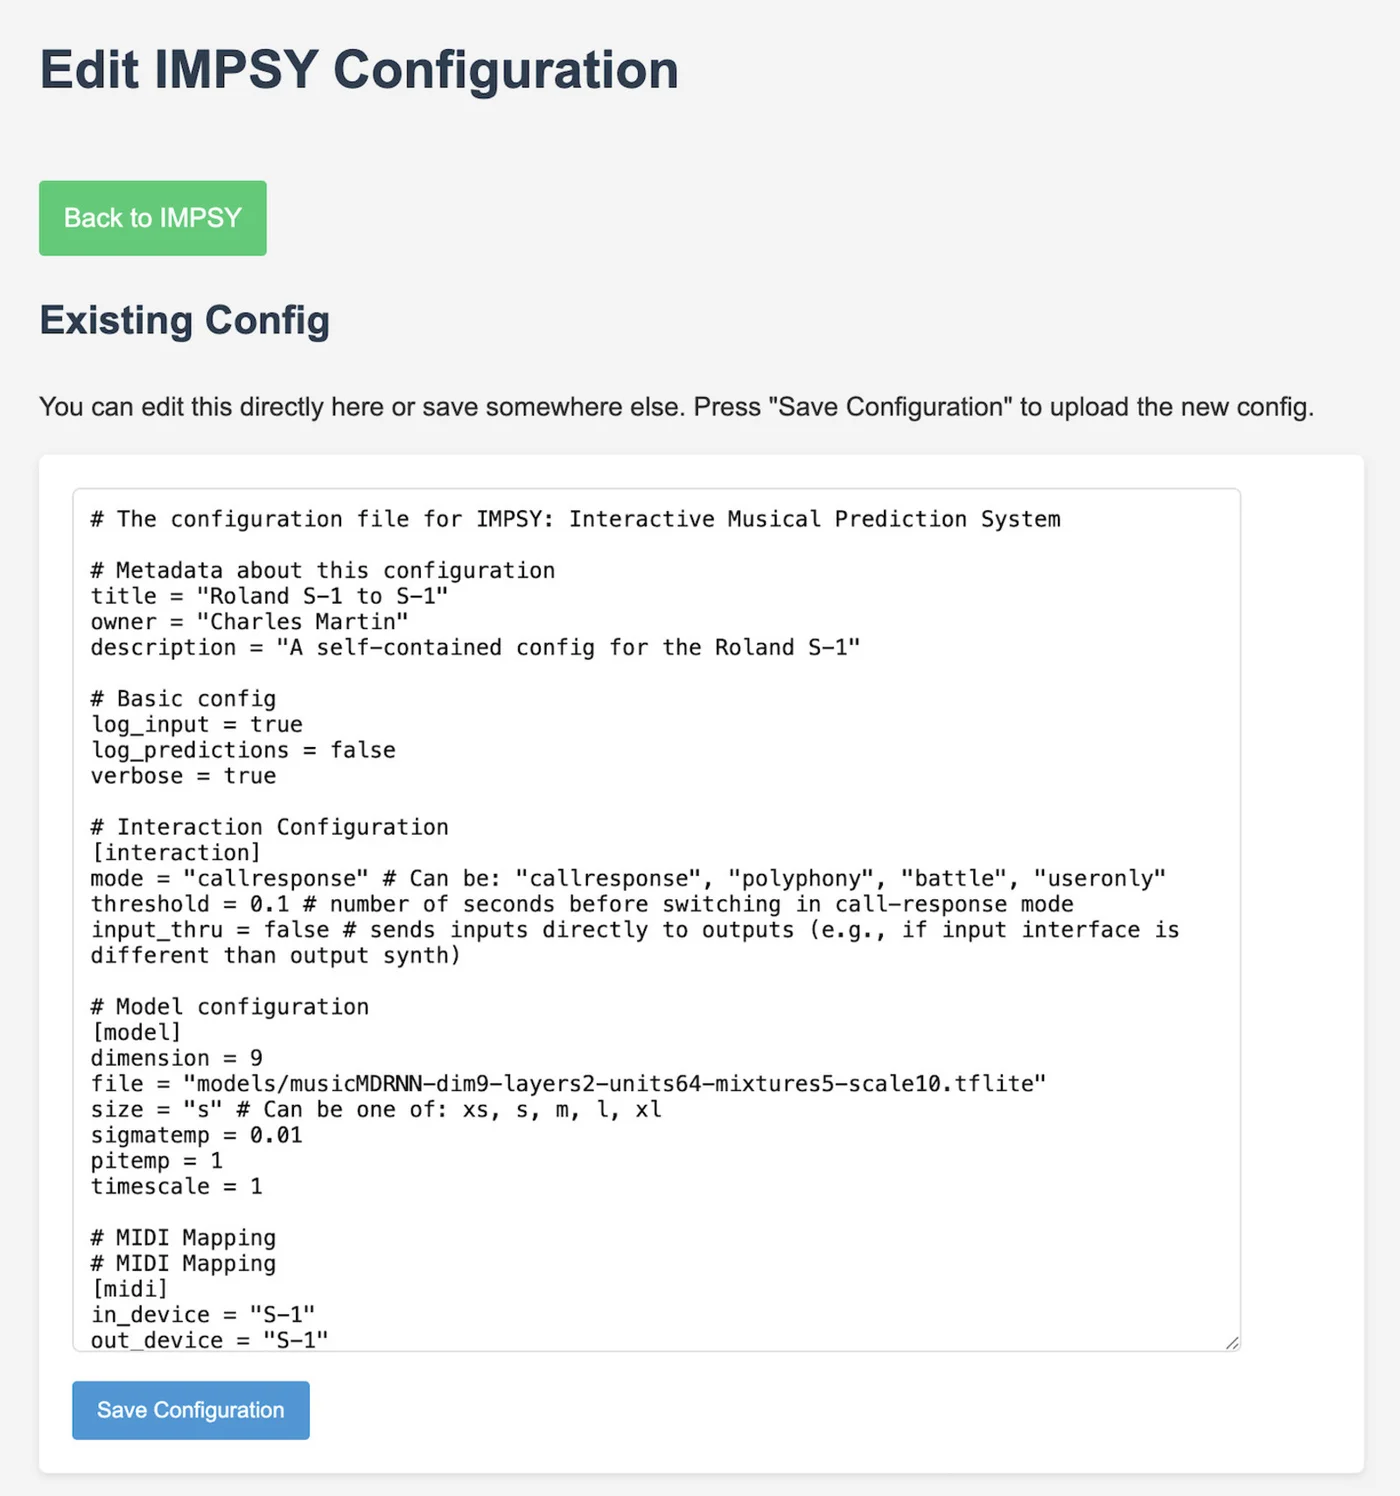 Edit IMPSY Configuration
Back to IMPSY
Existing Config
You can edit this directly here or save somewhere else. Press "Save Configuration" to upload the new config.
# The configuration file for IMPSY: Interactive Musical Prediction System
# Metadata about this configuration
title = "Roland S-1 to S-1"
owner = "Charles Martin"
description = "A self-contained config for the Roland S-1"
# Basic config
log_input = true
log_predictions = false
verbose = true
# Interaction Configuration
[interaction]
mode = "callresponse" # Can be: "callresponse", "polyphony", "battle", "useronly"
threshold = 0.1 # number of seconds before switching in call-response mode
input_thru = false # sends inputs directly to outputs (e.g., if input interface is
different than output synth)
# Model configuration
[model]
dimension = 9
file = "models/musicMDRNN-dim9-layers2-units64-mixtures5-scale10.tflite"
size = "s" # Can be one of: xs, s, m, l, xl
sigmatemp = 0.01
pitemp = 1
timescale = 1
# MIDI Mapping
# MIDI Mapping
[midi]
in_device = "S-1"
out_device = "S-1"
Save Configuration